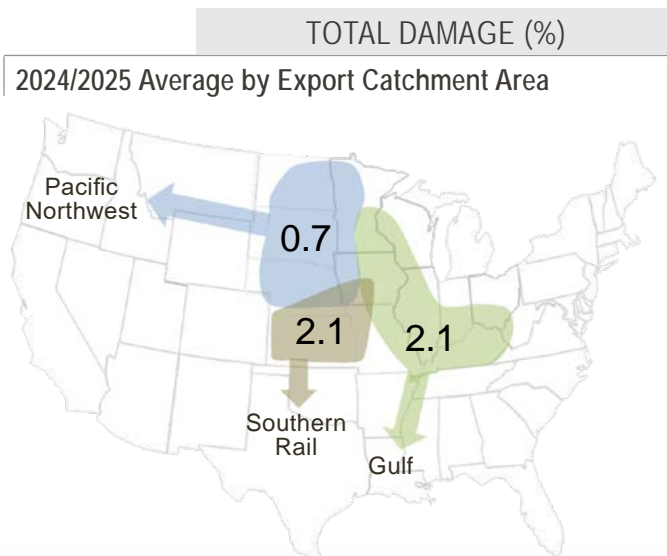 TOTAL DAMAGE (%)
2024/2025 Average by Export Catchment Area
Pacific
Northwest
0.7
2.1
2.1
Southern
Rail
Gulf